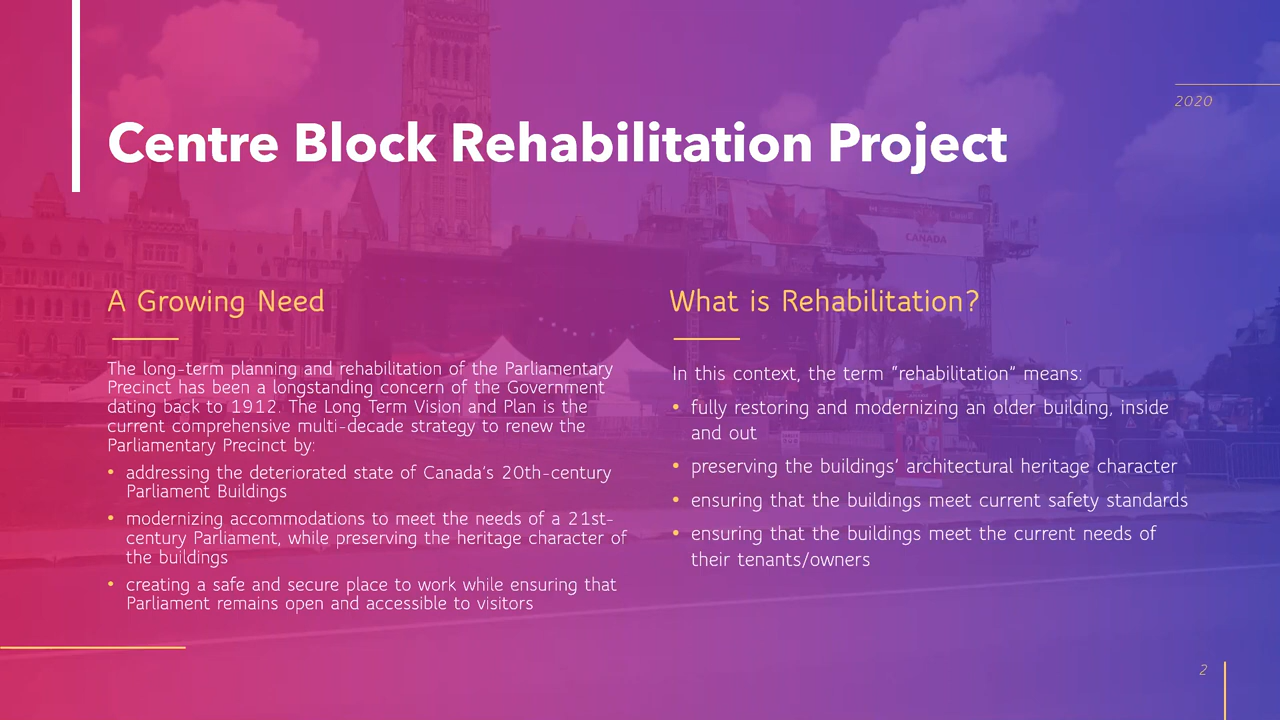 2020
Centre Block Rehabilitation Project
A Growing Need
The long-term planning and rehabilitation of the Parliamentary
Precinct has been a longstanding concern of the Government
dating back to 1912. The Long Term Vision and Plan is the
current comprehensive multi-decade strategy to renew the
Parliamentary Precinct by:
• addressing the deteriorated state of Canada's 20th-century
Parliament Buildings
• modernizing accommodations to meet the needs of a 21st-
century Parliament, while preserving the heritage character of
the buildings
• creating a safe and secure place to work while ensuring that
Parliament remains open and accessible to visitors
What is Rehabilitation?
In this context, the term "rehabilitation" means:
• fully restoring and modernizing an older building, inside
and out
• preserving the buildings' architectural heritage character
• ensuring that the buildings meet current safety standards
• ensuring that the buildings meet the current needs of
their tenants/owners
CANADA
2